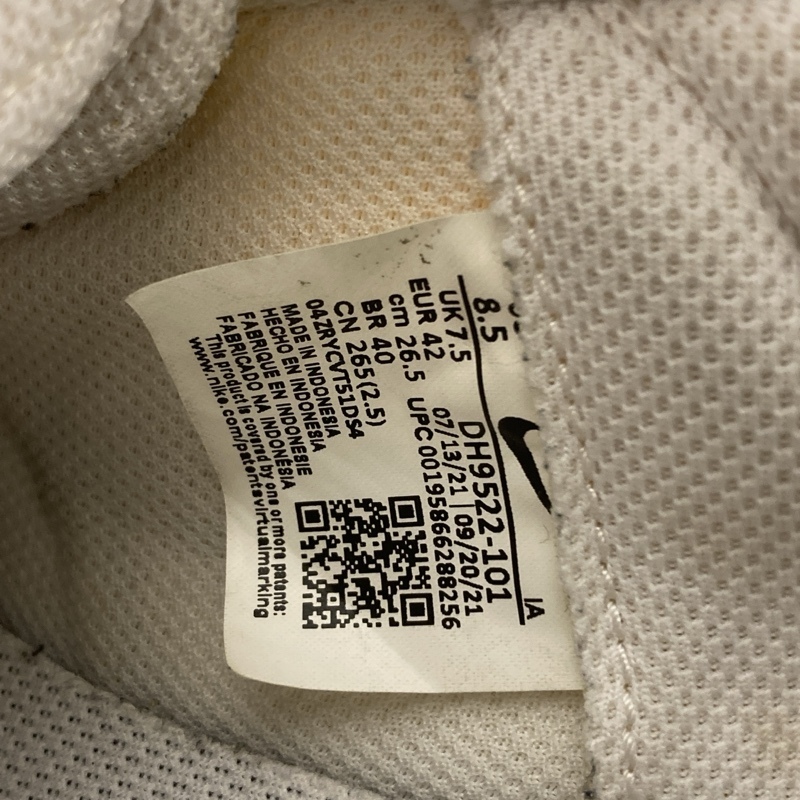 8.5
UK 7.5
EUR 42
cm 26.5
BR 40
CN 265(2.5)
04ZRYCVT51DS4
MADE IN INDONESIA
HECHO EN INDONESIA
FABRIQUE EN INDONESIE
FABRICADO NA INDONÉSIA
This product is covered by one or more patents:
www.nike.com/patentsvirtualmarking
IA
DH9522-101
07/13/21 | 09/20/21
UPC 00195866288256